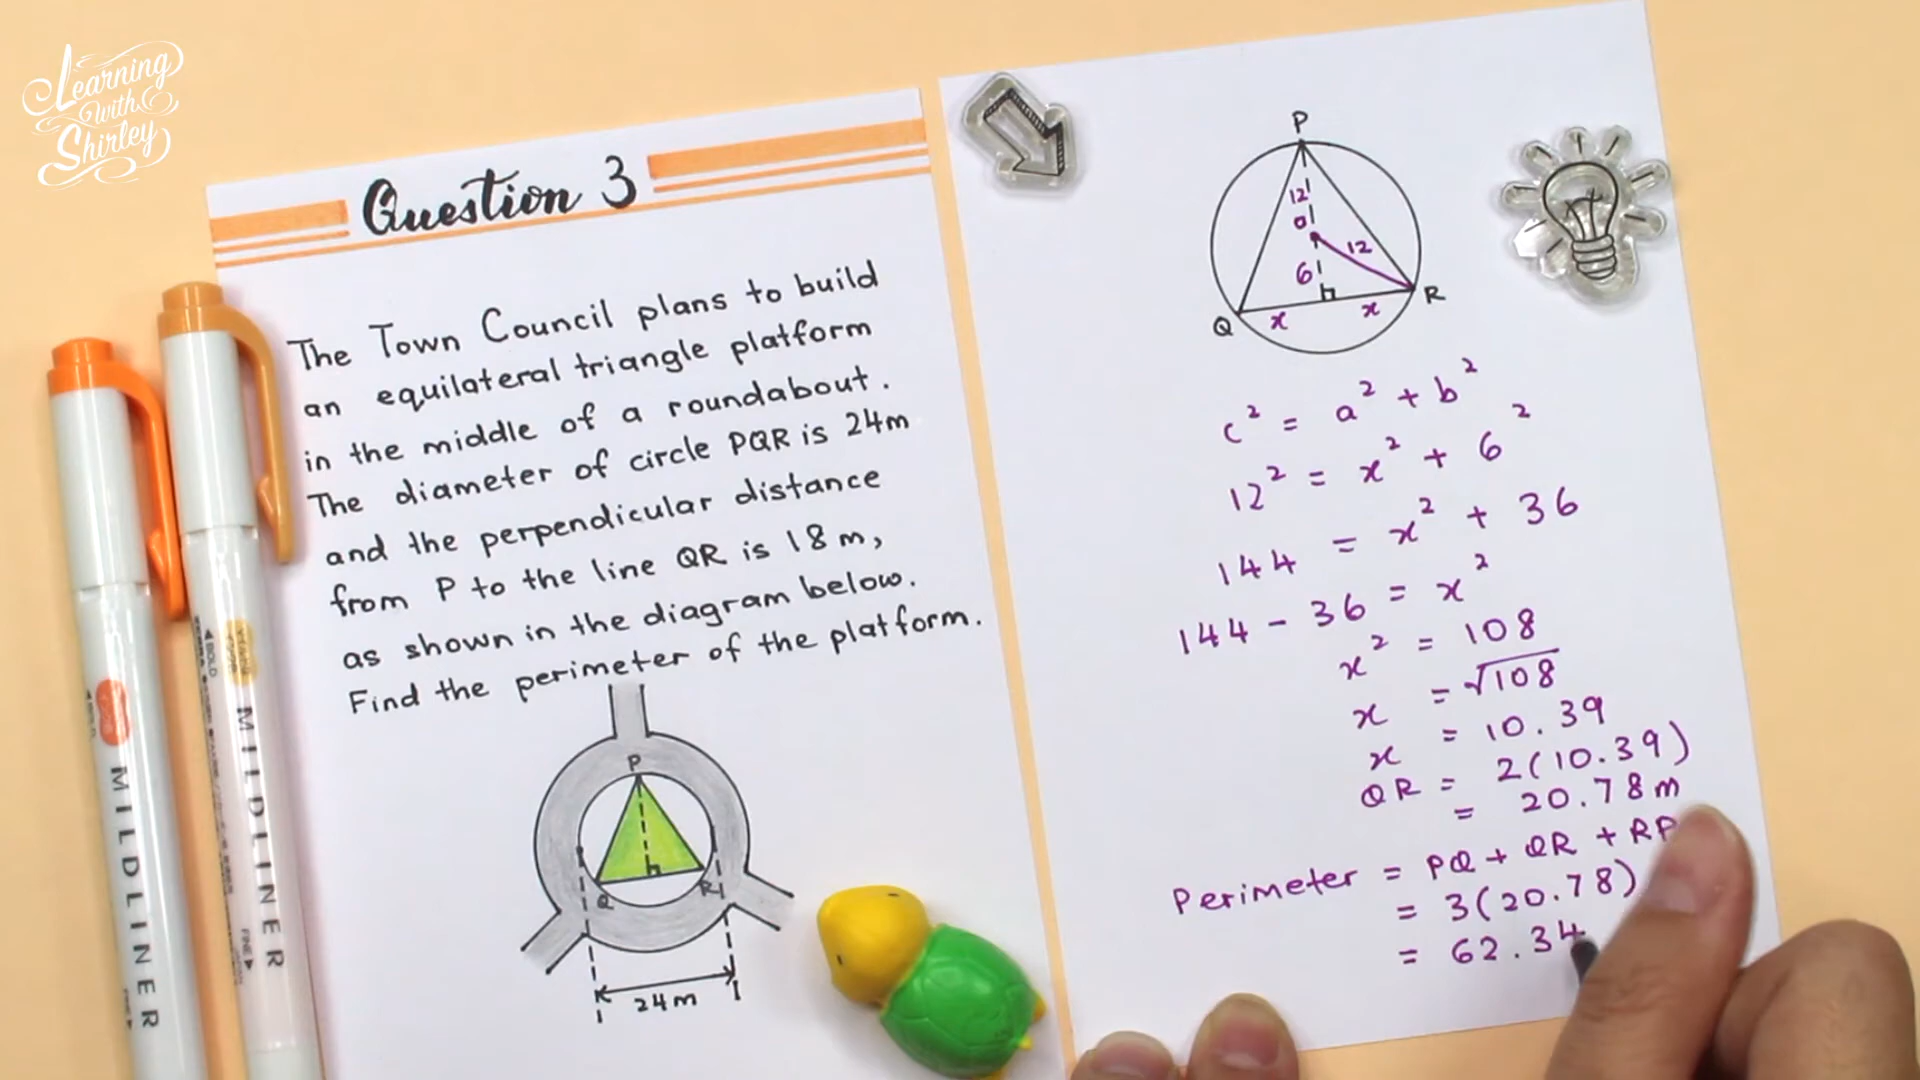 Learning
With
Shirley
Question 3
The Town Council plans to build
an equilateral triangle platform
in the middle of a roundabout.
The diameter of circle PQR is 24m
and the perpendicular distance
from P to the line QR is 18m,
as shown in the diagram below.
Find the perimeter of the platform.
P
Q
R
24m
P
12
O
12
6
Q
x
x
R
c² = a² + b²
12² = x² + 6²
144 = x² + 36
144 - 36 = x²
x² = 108
x = √108
x = 10.39
QR = 2(10.39)
= 20.78m
Perimeter = PQ + QR + RP
= 3(20.78)
= 62.34
MILDLINER
BOLD
MILDLINER
FINE